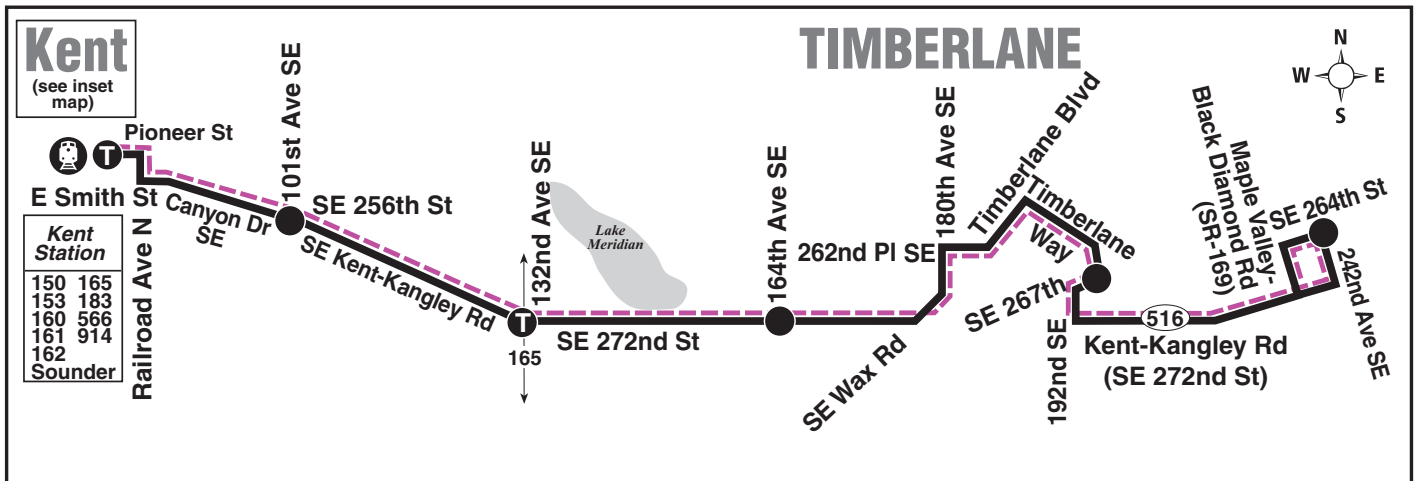 Kent
(see inset
map)
TIMBERLANE
N
W E
S
Pioneer St
T
E Smith St
Canyon Dr
SE
Railroad Ave N
Kent
Station
150 165
153 183
160 566
161 914
162
Sounder
101st Ave SE
SE 256th St
SE Kent-Kangley Rd
132nd Ave SE
T
165
Lake
Meridian
SE 272nd St
164th Ave SE
SE Wax Rd
180th Ave SE
262nd Pl SE
Timberlane Blvd
Timberlane
Way
SE 267th
192nd SE
516
Kent-Kangley Rd
(SE 272nd St)
Maple Valley-
Black Diamond Rd
(SR-169)
SE 264th St
242nd Ave SE